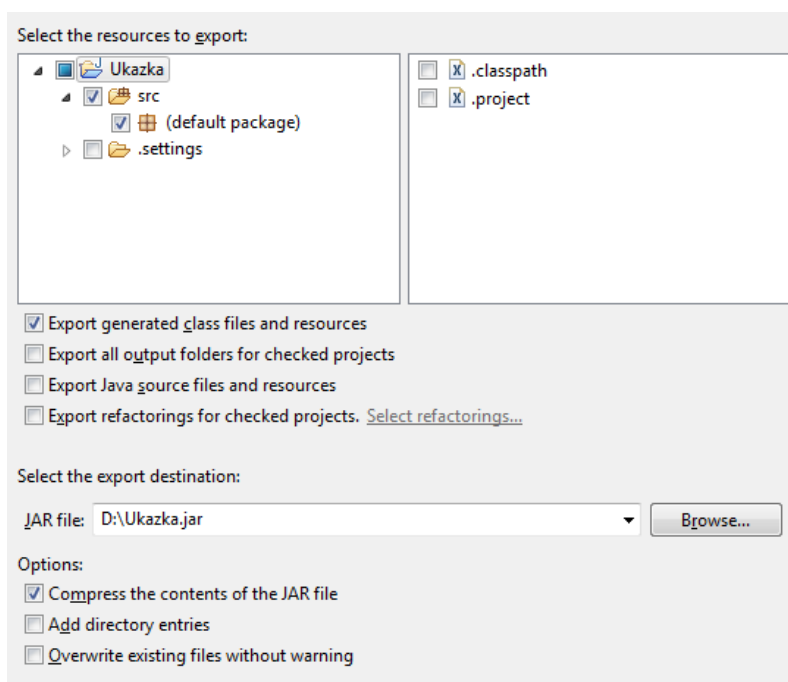 Select the resources to export:
Ukazka
src
(default package)
.settings
.classpath
.project
Export generated class files and resources
Export all output folders for checked projects
Export Java source files and resources
Export refactorings for checked projects. Select refactorings...
Select the export destination:
JAR file: D:\Ukazka.jar Browse...
Options:
Compress the contents of the JAR file
Add directory entries
Overwrite existing files without warning